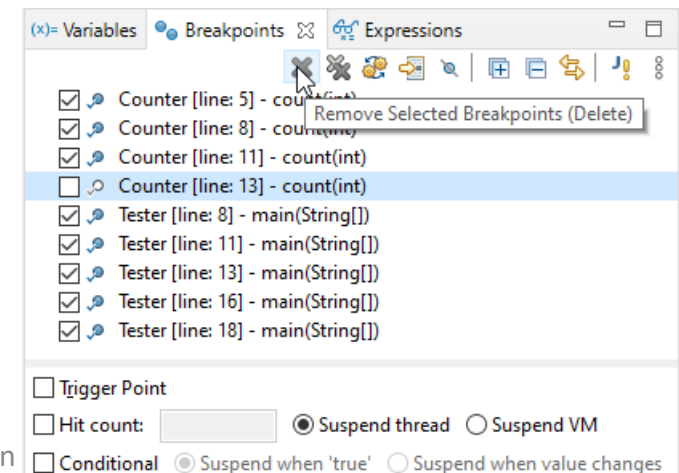 (x)= Variables Breakpoints Expressions
Counter [line: 5] - count(int)
Remove Selected Breakpoints (Delete)
Counter [line: 8] - count(int)
Counter [line: 11] - count(int)
Counter [line: 13] - count(int)
Tester [line: 8] - main(String[])
Tester [line: 11] - main(String[])
Tester [line: 13] - main(String[])
Tester [line: 16] - main(String[])
Tester [line: 18] - main(String[])
Trigger Point
Hit count: Suspend thread Suspend VM
n Conditional Suspend when 'true' Suspend when value changes